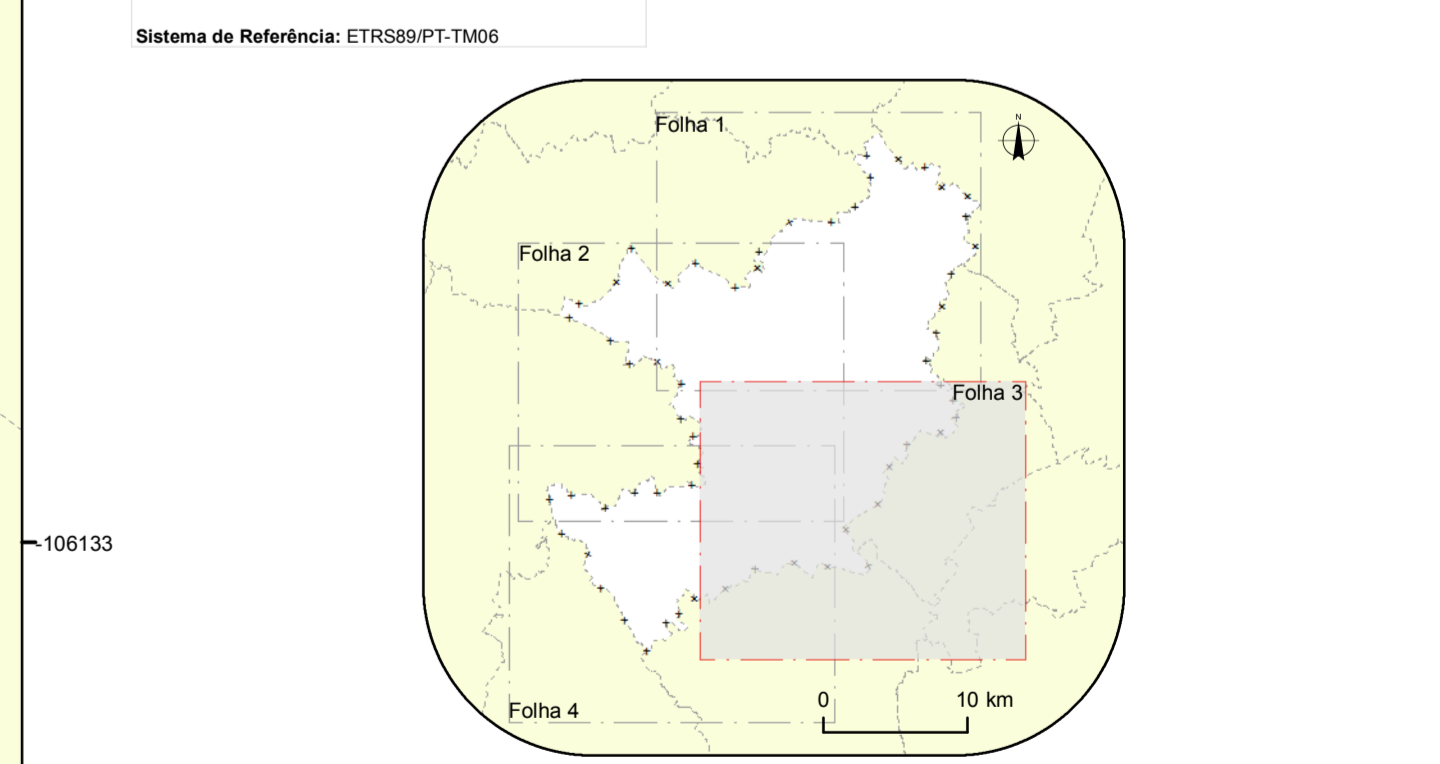 Sistema de Referência: ETRS89/PT-TM06
Folha 1
N
Folha 2
Folha 3
-106133
0 10 km
Folha 4